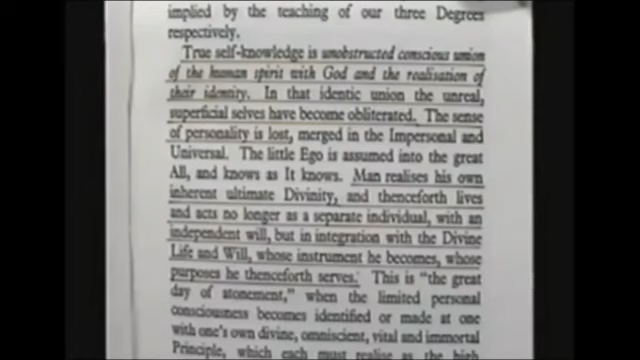 implied by the teaching of our three Degrees
respectively.
True self-knowledge is unobstructed conscious union
of the human spirit with God and the realisation of
their identity. In that identic union the unreal,
superficial selves have become obliterated. The sense
of personality is lost, merged in the Impersonal and
Universal. The little Ego is assumed into the great
All, and knows as It knows. Man realises his own
inherent ultimate Divinity, and thenceforth lives
and acts no longer as a separate individual, with an
independent will, but in integration with the Divine
Life and Will, whose instrument he becomes, whose
purposes he thenceforth serves. This is “the great
day of atonement,” when the limited personal
consciousness becomes identified or made at one
with one's own divine, omniscient, vital and immortal
Principle, which each must realise as the high